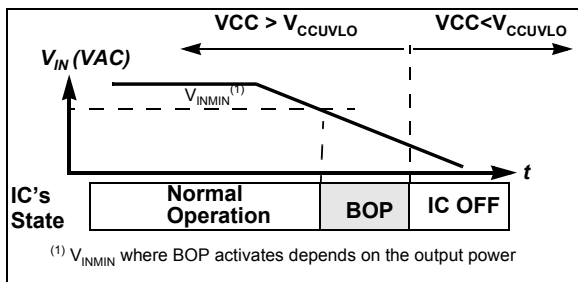 VCC > VCCUVLO VCC<VCCUVLO
VIN (VAC)
VINMIN(1)
t
IC's State
Normal Operation
BOP
IC OFF
(1) VINMIN where BOP activates depends on the output power